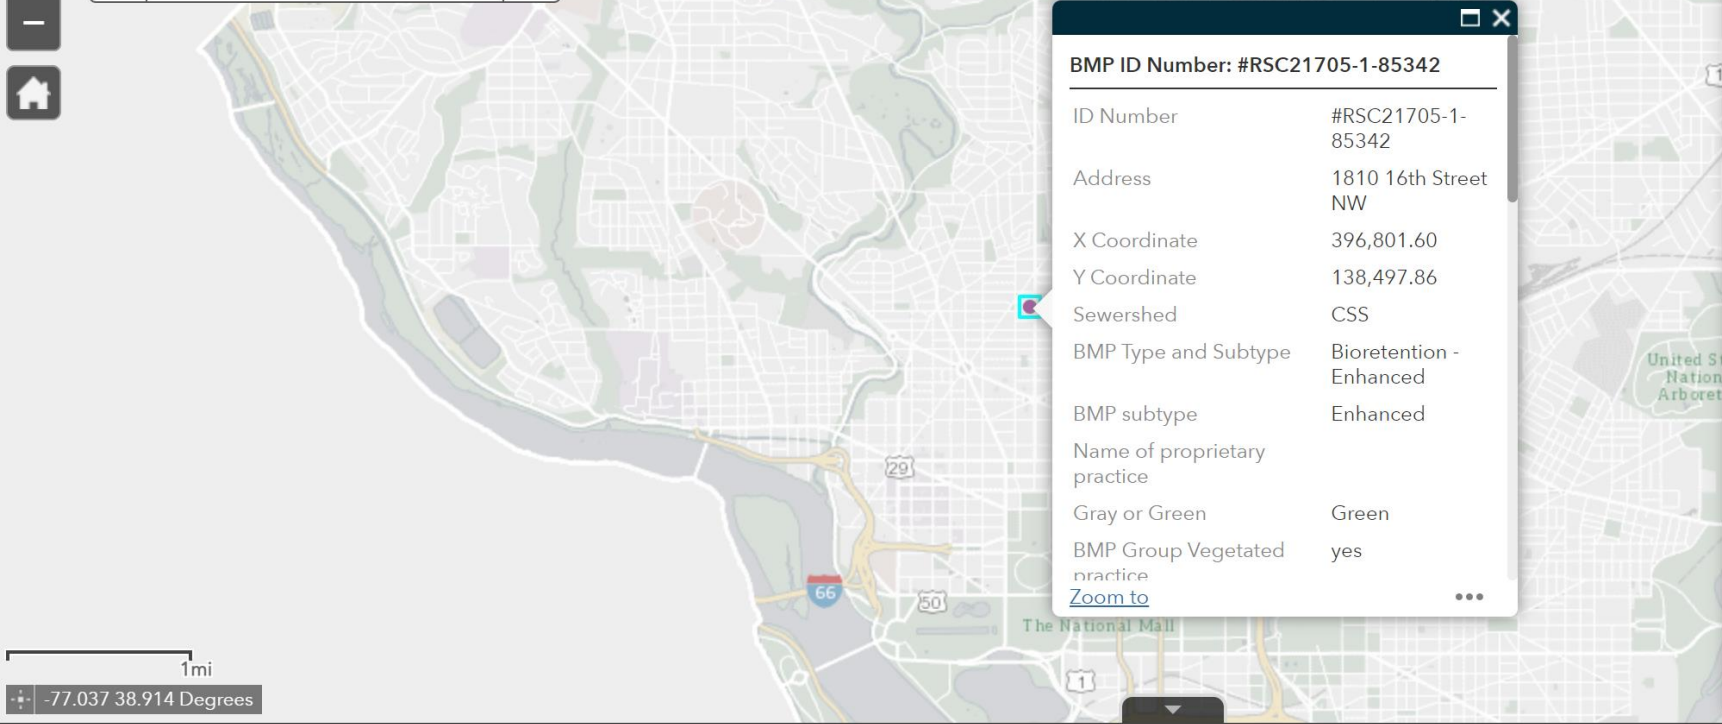 BMP ID Number: #RSC21705-1-85342
ID Number #RSC21705-1-
85342
Address 1810 16th Street
NW
X Coordinate 396,801.60
Y Coordinate 138,497.86
Sewershed CSS
BMP Type and Subtype Bioretention -
Enhanced
BMP subtype Enhanced
Name of proprietary
practice
Gray or Green Green
BMP Group Vegetated yes
practice
Zoom to
29
66
50
1
1
The National Mall
United S
Nation
Arboret
1mi
-77.037 38.914 Degrees